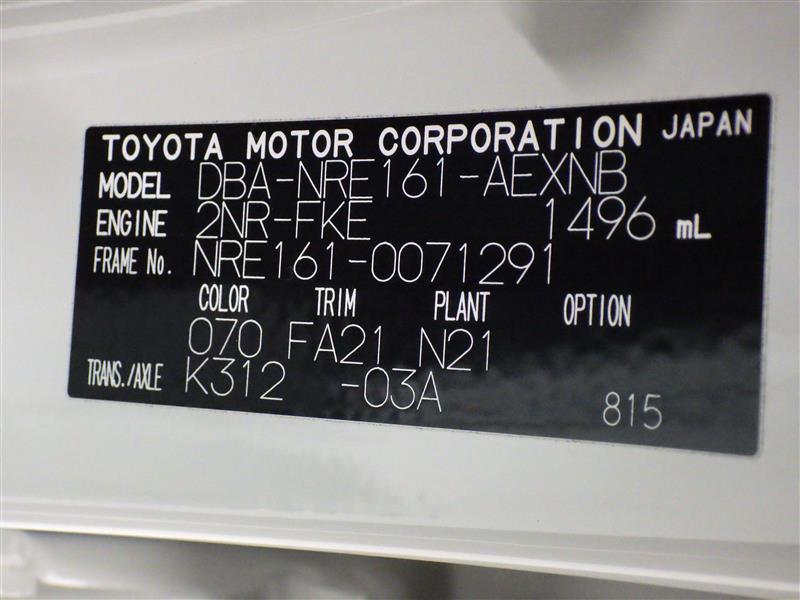 TOYOTA MOTOR CORPORATION JAPAN
MODEL DBA-NRE161-AEXNB
ENGINE 2NR-FKE 1496 mL
FRAME No. NRE161-0071291
COLOR TRIM PLANT OPTION
070 FA21 N21
TRANS./AXLE K312 -03A
815